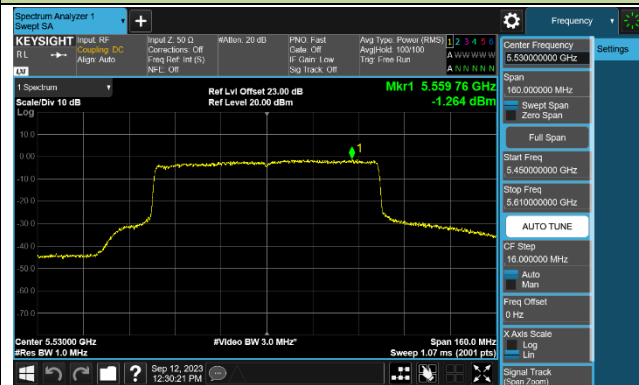 Spectrum Analyzer 1
Swept SA
Frequency
KEYSIGHT
RL
LXI
Input: RF
Coupling: DC
Align: Auto
Input Z: 50 Ω
Corrections: Off
Freq Ref: Int (S)
NFE: Off
#Atten: 20 dB
PNO: Fast
Gate: Off
IF Gain: Low
Sig Track: Off
Avg Type: Power (RMS)
Avg|Hold: 100/100
Trig: Free Run
1 2 3 4 5 6
A W W W W W
A N N N N N
1 Spectrum
Scale/Div 10 dB
Log
Ref Lvl Offset 23.00 dB
Ref Level 20.00 dBm
Mkr1 5.559 76 GHz
-1.264 dBm
1
10.0
0.00
-10.0
-20.0
-30.0
-40.0
-50.0
-60.0
-70.0
Center 5.53000 GHz
#Res BW 1.0 MHz
#Video BW 3.0 MHz*
Span 160.0 MHz
Sweep 1.07 ms (2001 pts)
Center Frequency
5.530000000 GHz
Settings
Span
160.000000 MHz
Swept Span
Zero Span
Full Span
Start Freq
5.450000000 GHz
Stop Freq
5.610000000 GHz
AUTO TUNE
CF Step
16.000000 MHz
Auto
Man
Freq Offset
0 Hz
X Axis Scale
Log
Lin
Signal Track
(Span Zoom)
?
Sep 12, 2023
12:30:21 PM